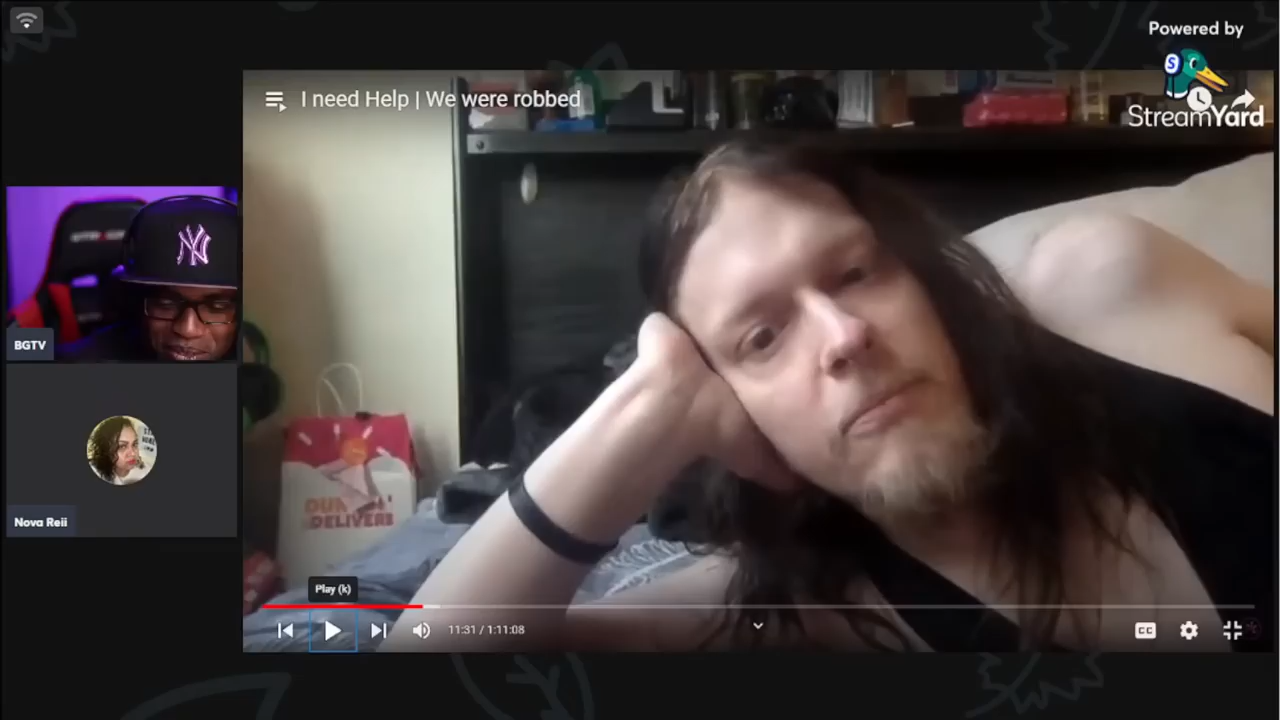 Powered by
StreamYard
I need Help | We were robbed
NY
BGTV
DELIVERS
Nova Reii
Play (k)
11:31 / 1:11:08
CC